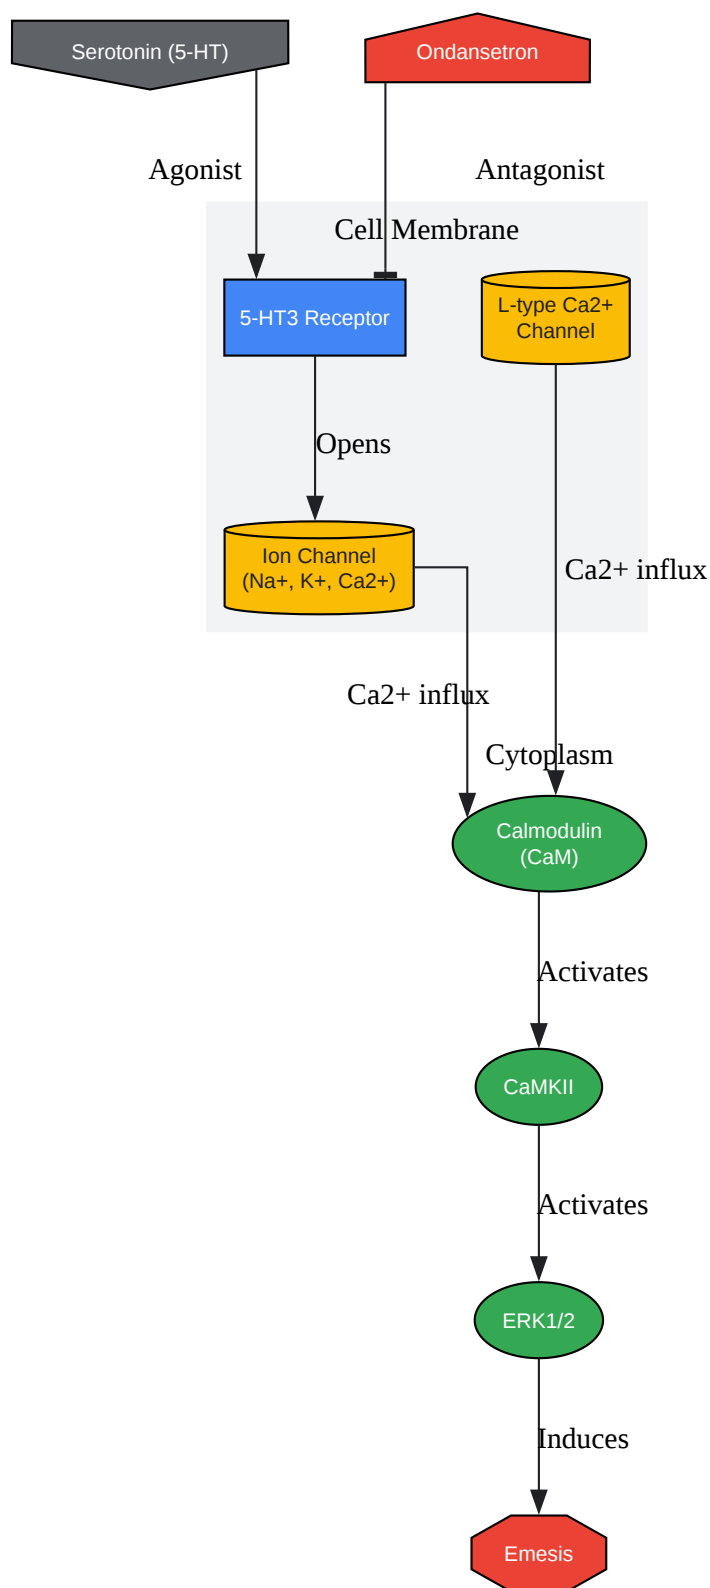 Serotonin (5-HT)
Ondansetron
Agonist
Antagonist
Cell Membrane
5-HT3 Receptor
L-type Ca2+
Channel
Opens
Ion Channel
(Na+, K+, Ca2+)
Ca2+ influx
Ca2+ influx
Cytoplasm
Calmodulin
(CaM)
Activates
CaMKII
Activates
ERK1/2
Induces
Emesis